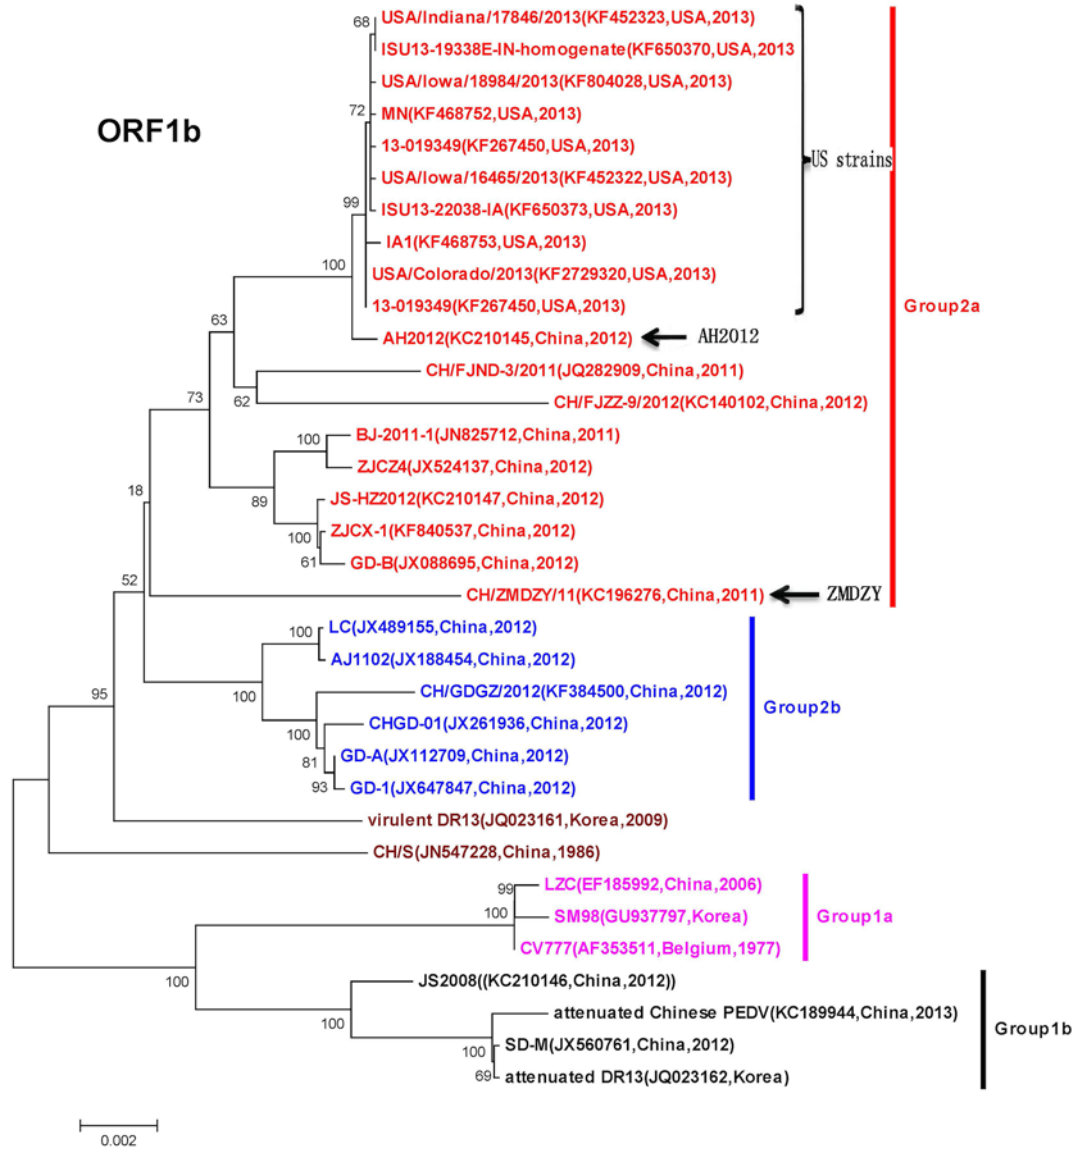 ORF1b
68
USA/Indiana/17846/2013(KF452323,USA,2013)
ISU13-19338E-IN-homogenate(KF650370,USA,2013
USA/Iowa/18984/2013(KF804028,USA,2013)
72
MN(KF468752,USA,2013)
13-019349(KF267450,USA,2013)
US strains
USA/Iowa/16465/2013(KF452322,USA,2013)
99
ISU13-22038-IA(KF650373,USA,2013)
IA1(KF468753,USA,2013)
100
USA/Colorado/2013(KF2729320,USA,2013)
13-019349(KF267450,USA,2013)
Group2a
63
AH2012(KC210145,China,2012)
AH2012
CH/FJND-3/2011(JQ282909,China,2011)
73
62
CH/FJZZ-9/2012(KC140102,China,2012)
100
BJ-2011-1(JN825712,China,2011)
ZJCZ4(JX524137,China,2012)
18
89
JS-HZ2012(KC210147,China,2012)
100
ZJCX-1(KF840537,China,2012)
61
GD-B(JX088695,China,2012)
52
CH/ZMDZY/11(KC196276,China,2011)
ZMDZY
100
LC(JX489155,China,2012)
AJ1102(JX188454,China,2012)
95
100
CH/GDGZ/2012(KF384500,China,2012)
Group2b
100
CHGD-01(JX261936,China,2012)
81
GD-A(JX112709,China,2012)
93
GD-1(JX647847,China,2012)
virulent DR13(JQ023161,Korea,2009)
CH/S(JN547228,China,1986)
99
LZC(EF185992,China,2006)
100
SM98(GU937797,Korea)
Group1a
CV777(AF353511,Belgium,1977)
100
JS2008((KC210146,China,2012))
100
attenuated Chinese PEDV(KC189944,China,2013)
Group1b
100
SD-M(JX560761,China,2012)
69
attenuated DR13(JQ023162,Korea)
0.002